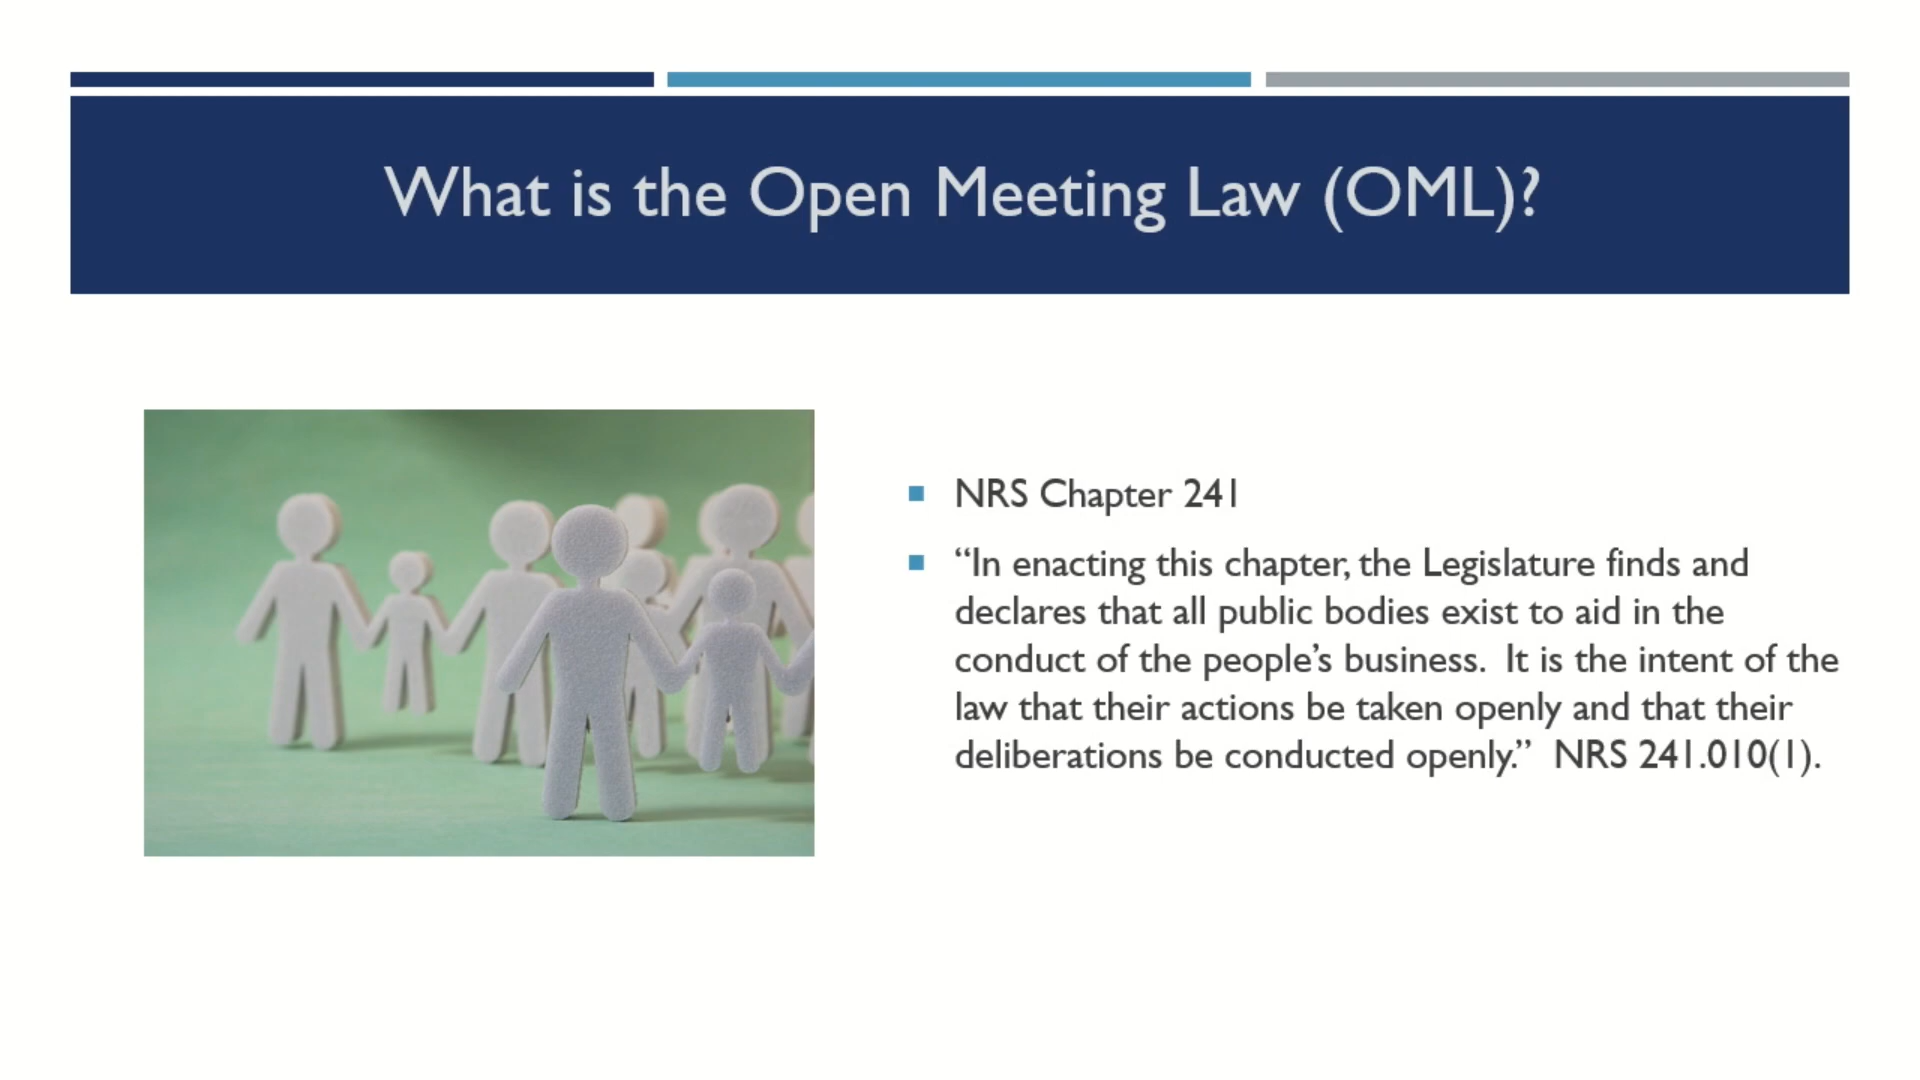 What is the Open Meeting Law (OML)?
NRS Chapter 241
“In enacting this chapter, the Legislature finds and
declares that all public bodies exist to aid in the
conduct of the people’s business.  It is the intent of the
law that their actions be taken openly and that their
deliberations be conducted openly.”  NRS 241.010(1).